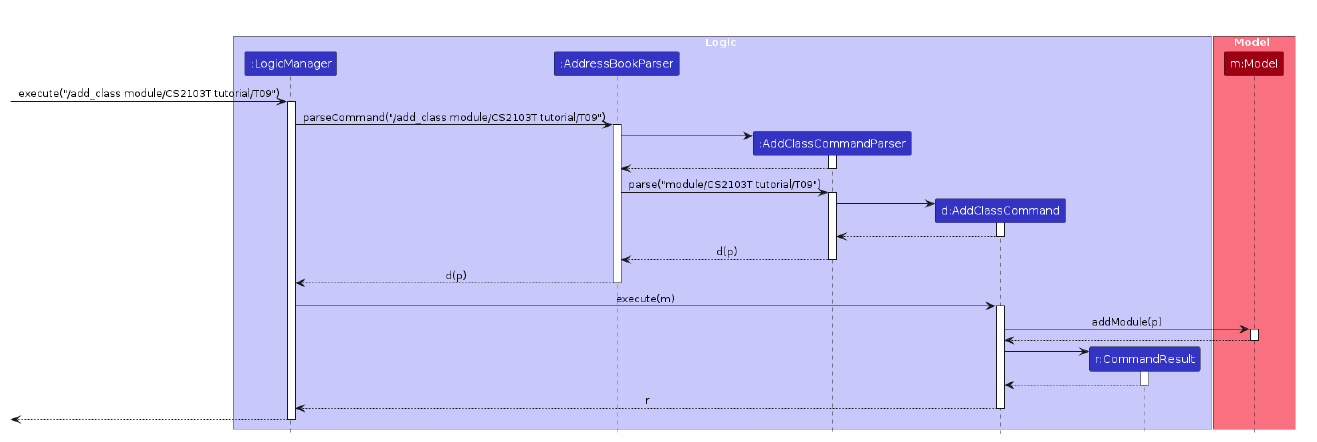 Logic
Model
:LogicManager
:AddressBookParser
m:Model
execute("/add_class module/CS2103T tutorial/T09")
parseCommand("/add_class module/CS2103T tutorial/T09")
:AddClassCommandParser
parse("module/CS2103T tutorial/T09")
d:AddClassCommand
d(p)
d(p)
execute(m)
addModule(p)
r:CommandResult
r